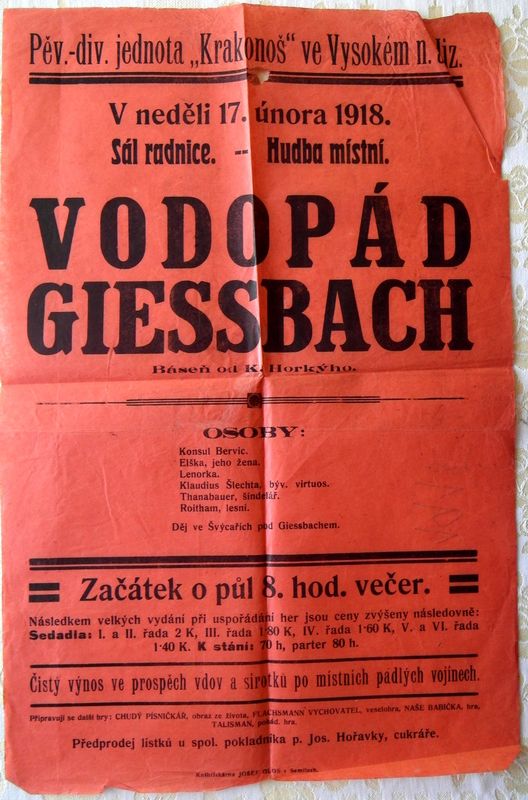 Pěv.-div. jednota „Krakonoš" ve Vysokém n. Jiz.
V neděli 17. února 1918.
Sál radnice. -- Hudba místní.
VODOPÁD
GIESSBACH
Báseň od K. Horkýho.
OSOBY:
Konsul Bervic.
Elška, jeho žena.
Lenorka.
Klaudius Šlechta, býv. virtuos.
Thanabauer, šindelář.
Roitham, lesní.
Děj ve Švýcařích pod Giessbachem.
Začátek o půl 8. hod. večer.
Následkem velkých vydání při uspořádání her jsou ceny zvýšeny následovně:
Sedadla: I. a II. řada 2 K, III. řada 1·80 K, IV. řada 1·60 K, V. a VI. řada
1·40 K. K stání: 70 h, parter 80 h.
Čistý výnos ve prospěch vdov a sirotků po místních padlých vojínech.
Připravují se další hry: CHUDÝ PÍSNIČKÁŘ, obraz ze života, FLACHSMANN VYCHOVATEL, veselohra, NAŠE BABIČKA, hra,
TALISMAN, pohád. hra.
Předprodej lístků u spol. pokladníka p. Jos. Hořavky, cukráře.
Knihtiskárna JOSEF GLOS v Semilech.